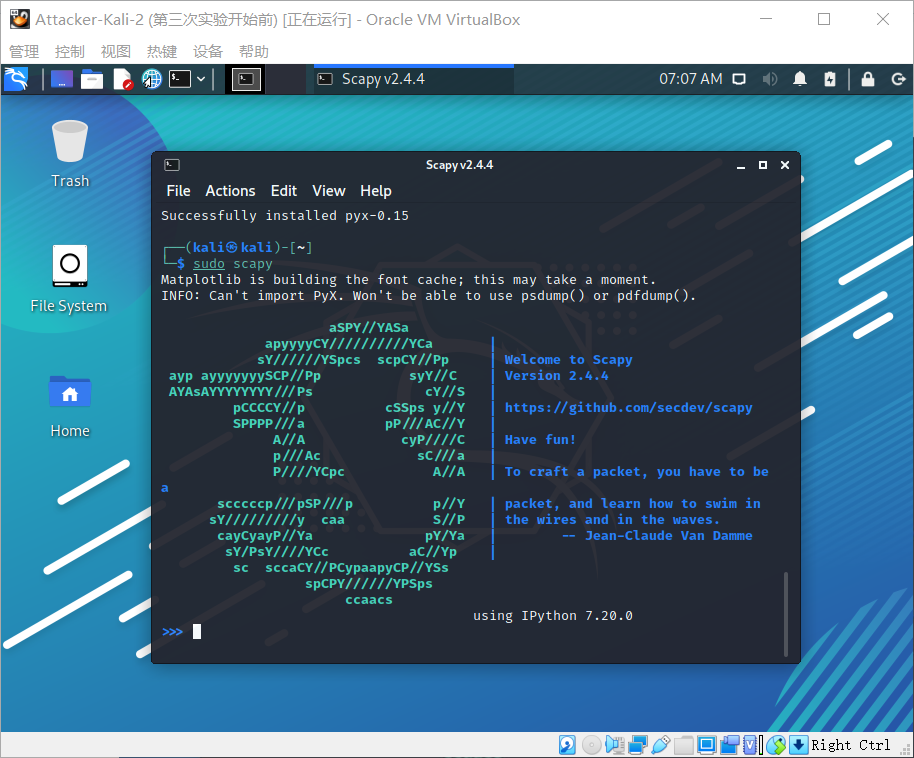 Attacker-Kali-2 (第三次实验开始前) [正在运行] - Oracle VM VirtualBox
管理 控制 视图 热键 设备 帮助
Scapy v2.4.4 07:07 AM
Trash
File System
Home
Scapy v2.4.4
File Actions Edit View Help
Successfully installed pyx-0.15
┌──(kali㉿kali)-[~]
└─$ sudo scapy
Matplotlib is building the font cache; this may take a moment.
INFO: Can't import PyX. Won't be able to use psdump() or pdfdump().
aSPY//YASa
apyyyyCY//////////YCa |
sY//////YSpcs scpCY//Pp | Welcome to Scapy
ayp ayyyyyyySCP//Pp syY//C | Version 2.4.4
AYAsAYYYYYYYY///Ps cY//S |
pCCCCY//p cSSps y//Y | https://github.com/secdev/scapy
SPPPP///a pP///AC//Y |
A//A cyP////C | Have fun!
p///Ac sC///a |
P////YCpc A//A | To craft a packet, you have to be
a
scccccp///pSP///p p//Y | packet, and learn how to swim in
sY/////////y caa S//P | the wires and in the waves.
cayCyayP//Ya pY/Ya | -- Jean-Claude Van Damme
sY/PsY////YCc aC//Yp |
sc sccaCY//PCypaapyCP//YSs
spCPY//////YPSps
ccaacs
using IPython 7.20.0
>>>
Right Ctrl